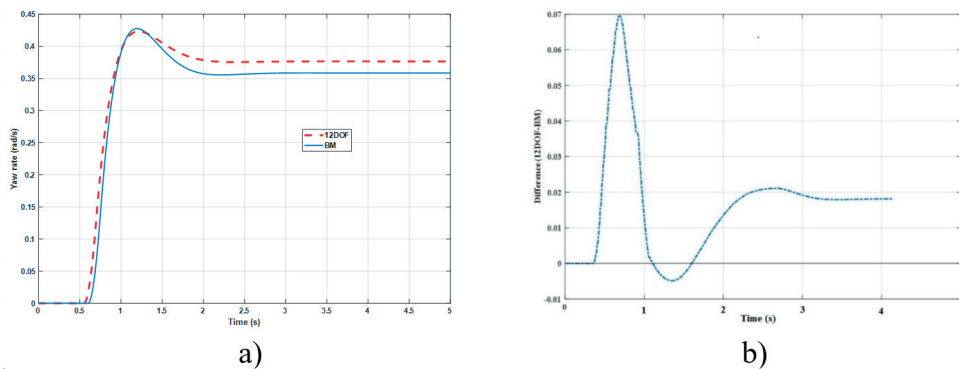 0.45
0.4
0.35
0.3
0.25
0.2
0.15
0.1
0.05
0
Yaw rate (rad/s)
12DOF
BM
0 0.5 1 1.5 2 2.5 3 3.5 4 4.5 5
Time (s)
a)
0.07
0.06
0.05
0.04
0.03
0.02
0.01
0
-0.01
Difference (12DOF-BM)
0 1 2 3 4
Time (s)
b)